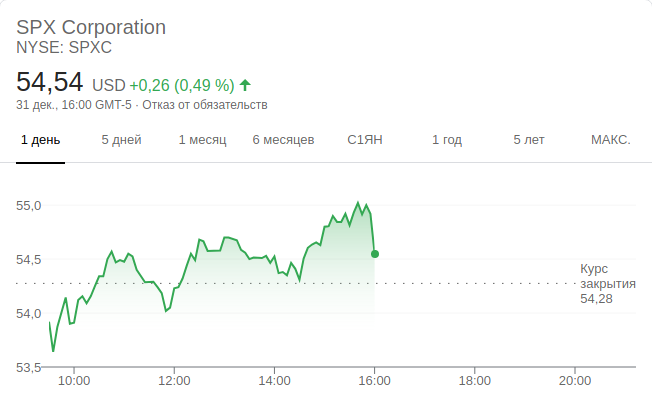 SPX Corporation
NYSE: SPXC
54,54 USD +0,26 (0,49 %)
31 дек., 16:00 GMT-5 · Отказ от обязательств
1 день 5 дней 1 месяц 6 месяцев С1ЯН 1 год 5 лет МАКС.
55,0
54,5
Курс
закрытия
54,28
54,0
53,5
10:00 12:00 14:00 16:00 18:00 20:00